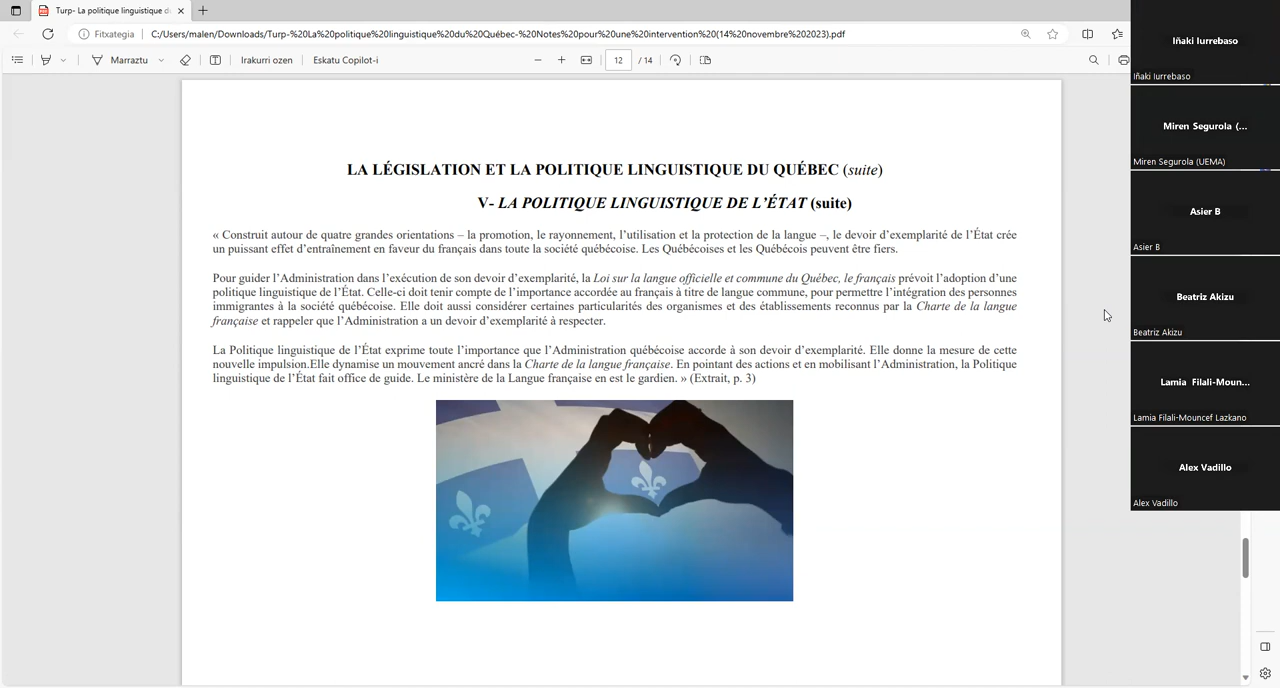 Turp- La politique linguistique d
Fitxategia
C:/Users/malen/Downloads/Turp-%20La%20politique%20linguistique%20du%20Québec-%20Notes%20pour%20une%20intervention%20(14%20novembre%202023).pdf
Marraztu
Irakurri ozen
Eskatu Copilot-i
12 / 14
LA LÉGISLATION ET LA POLITIQUE LINGUISTIQUE DU QUÉBEC (suite)
V- LA POLITIQUE LINGUISTIQUE DE L’ÉTAT (suite)
« Construit autour de quatre grandes orientations – la promotion, le rayonnement, l’utilisation et la protection de la langue –, le devoir d’exemplarité de l’État crée
un puissant effet d’entraînement en faveur du français dans toute la société québécoise. Les Québécoises et les Québécois peuvent être fiers.
Pour guider l’Administration dans l’exécution de son devoir d’exemplarité, la Loi sur la langue officielle et commune du Québec, le français prévoit l’adoption d’une
politique linguistique de l’État. Celle-ci doit tenir compte de l’importance accordée au français à titre de langue commune, pour permettre l’intégration des personnes
immigrantes à la société québécoise. Elle doit aussi considérer certaines particularités des organismes et des établissements reconnus par la Charte de la langue
française et rappeler que l’Administration a un devoir d’exemplarité à respecter.
La Politique linguistique de l’État exprime toute l’importance que l’Administration québécoise accorde à son devoir d’exemplarité. Elle donne la mesure de cette
nouvelle impulsion.Elle dynamise un mouvement ancré dans la Charte de la langue française. En pointant des actions et en mobilisant l’Administration, la Politique
linguistique de l’État fait office de guide. Le ministère de la Langue française en est le gardien. » (Extrait, p. 3)
Iñaki Iurrebaso
Iñaki Iurrebaso
Miren Segurola (...
Miren Segurola (UEMA)
Asier B
Asier B
Beatriz Akizu
Beatriz Akizu
Lamia Filali-Moun...
Lamia Filali-Mouncef Lazkano
Alex Vadillo
Alex Vadillo